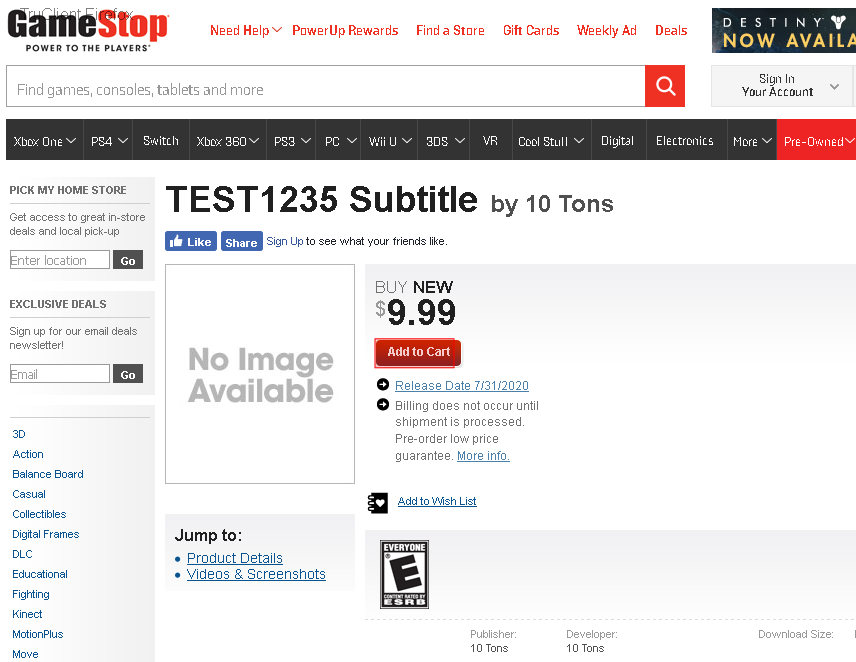 TruClient Firefox
GameStop
POWER TO THE PLAYERS
Need Help PowerUp Rewards Find a Store Gift Cards Weekly Ad Deals
DESTINY
NOW AVAILA
Find games, consoles, tablets and more
Sign In
Your Account
Xbox One PS4 Switch Xbox 360 PS3 PC Wii U 3DS VR Cool Stuff Digital Electronics More Pre-Owned
PICK MY HOME STORE
Get access to great in-store
deals and local pick-up
Enter location Go
EXCLUSIVE DEALS
Sign up for our email deals
newsletter!
Email Go
3D
Action
Balance Board
Casual
Collectibles
Digital Frames
DLC
Educational
Fighting
Kinect
MotionPlus
Move
TEST1235 Subtitle by 10 Tons
Like Share Sign Up to see what your friends like.
No Image
Available
BUY NEW
$9.99
Add to Cart
Release Date 7/31/2020
Billing does not occur until
shipment is processed.
Pre-order low price
guarantee. More info.
Add to Wish List
Jump to:
• Product Details
• Videos & Screenshots
EVERYONE
E
®
CONTENT RATED BY
ESRB
Publisher: Developer: Download Size:
10 Tons 10 Tons